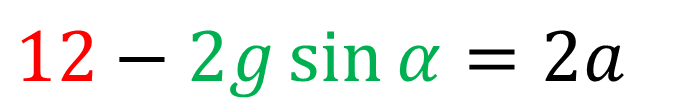 12 − 2g sin α = 2a